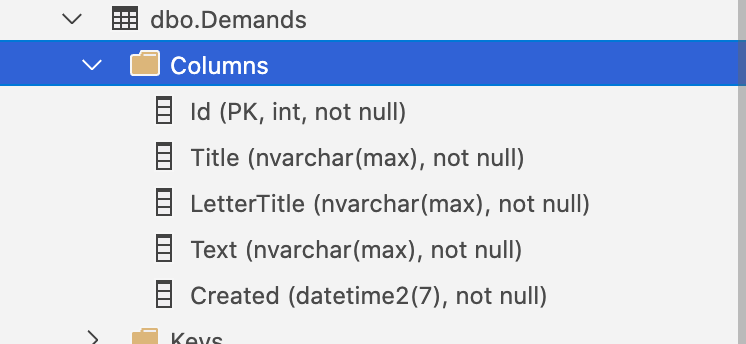 dbo.Demands
Columns
Id (PK, int, not null)
Title (nvarchar(max), not null)
LetterTitle (nvarchar(max), not null)
Text (nvarchar(max), not null)
Created (datetime2(7), not null)
Keys